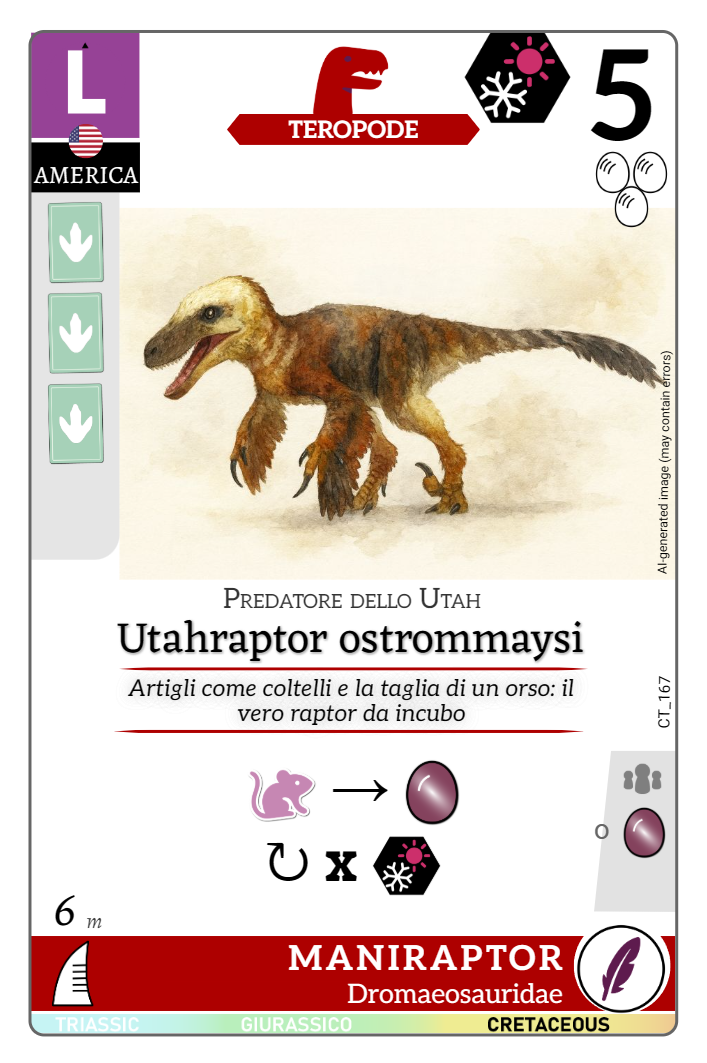 L
TEROPODE
5
AMERICA
AI-generated image (may contain errors)
PREDATORE DELLO UTAH
Utahraptor ostrommaysi
Artigli come coltelli e la taglia di un orso: il
vero raptor da incubo
CT_167
x
o
6 m
MANIRAPTOR
Dromaeosauridae
TRIASSIC GIURASSICO CRETACEOUS